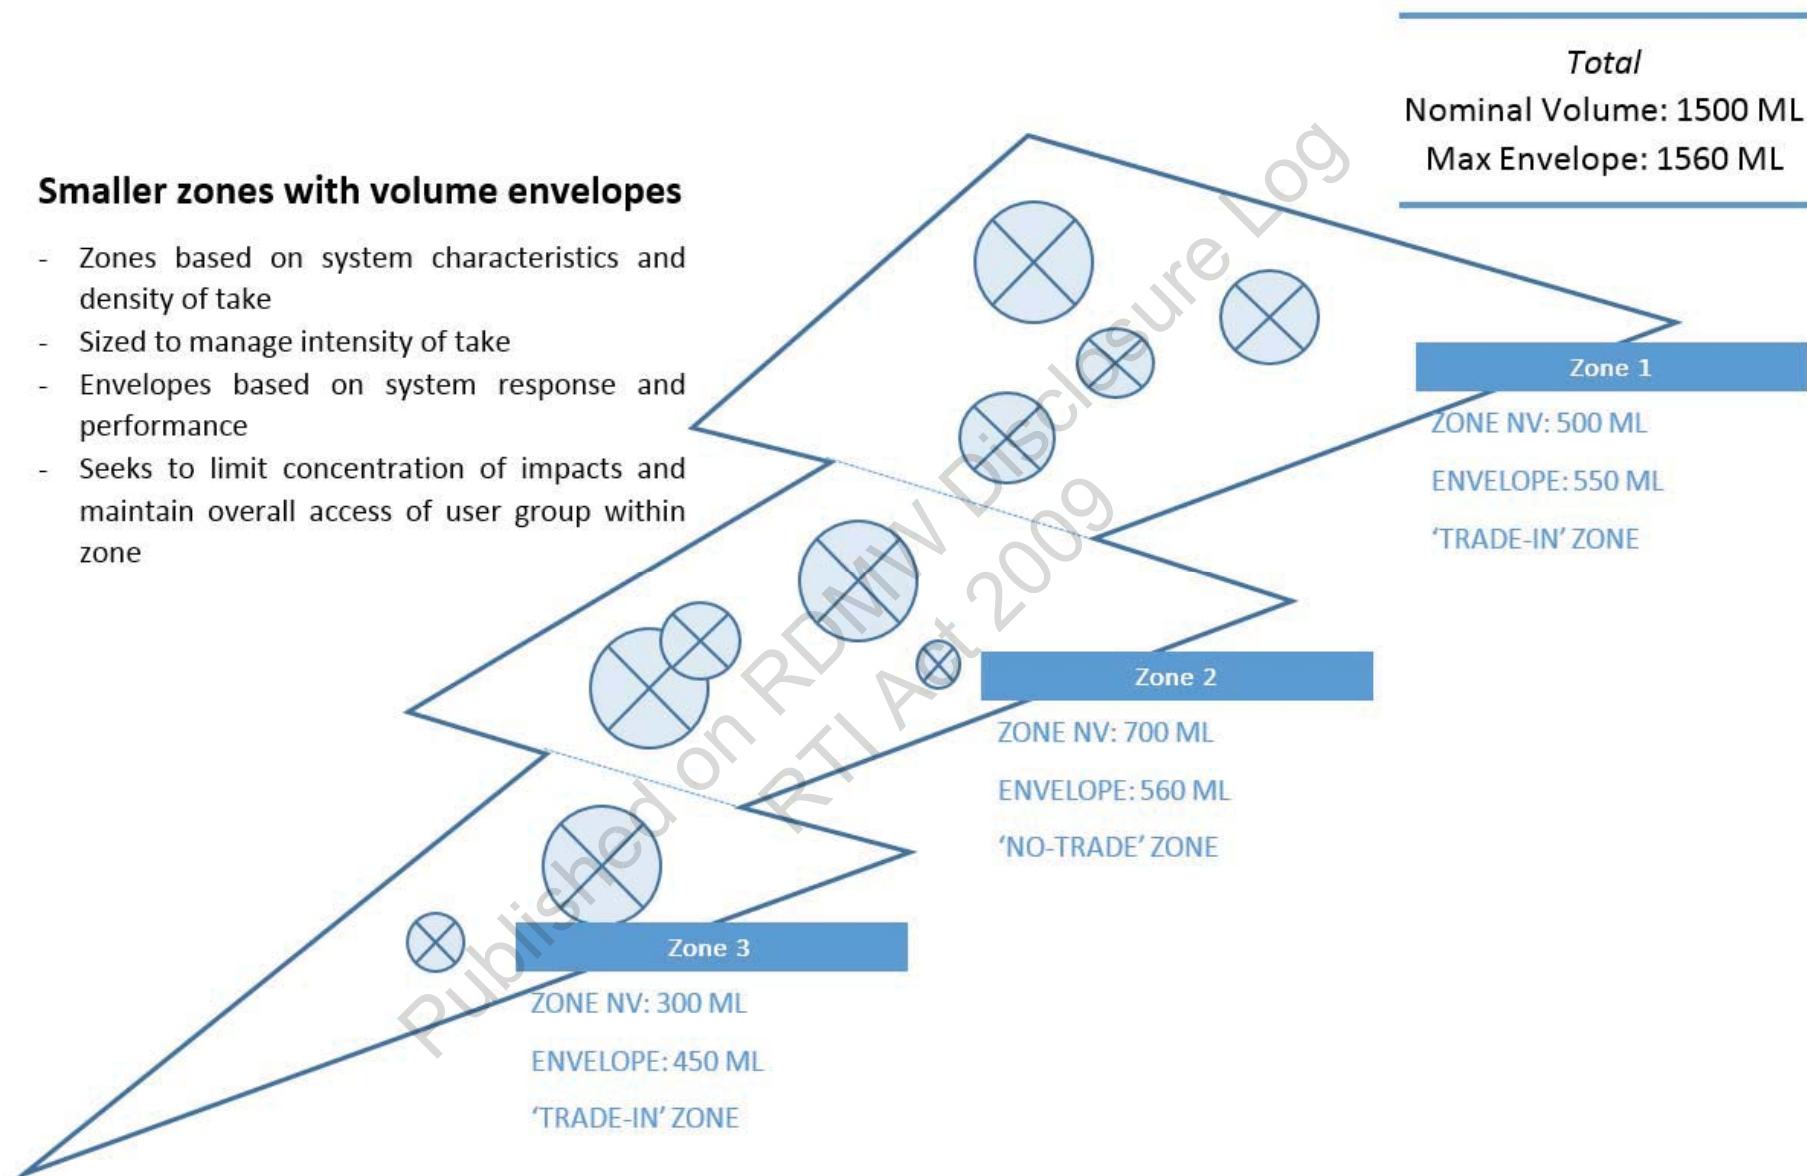 Total
Nominal Volume: 1500 ML
Max Envelope: 1560 ML
Smaller zones with volume envelopes
- Zones based on system characteristics and
density of take
- Sized to manage intensity of take
- Envelopes based on system response and
performance
- Seeks to limit concentration of impacts and
maintain overall access of user group within
zone
Zone 1
ZONE NV: 500 ML
ENVELOPE: 550 ML
‘TRADE-IN’ ZONE
Zone 2
ZONE NV: 700 ML
ENVELOPE: 560 ML
‘NO-TRADE’ ZONE
Zone 3
ZONE NV: 300 ML
ENVELOPE: 450 ML
‘TRADE-IN’ ZONE
Published on RDMW Disclosure Log
RTI Act 2009